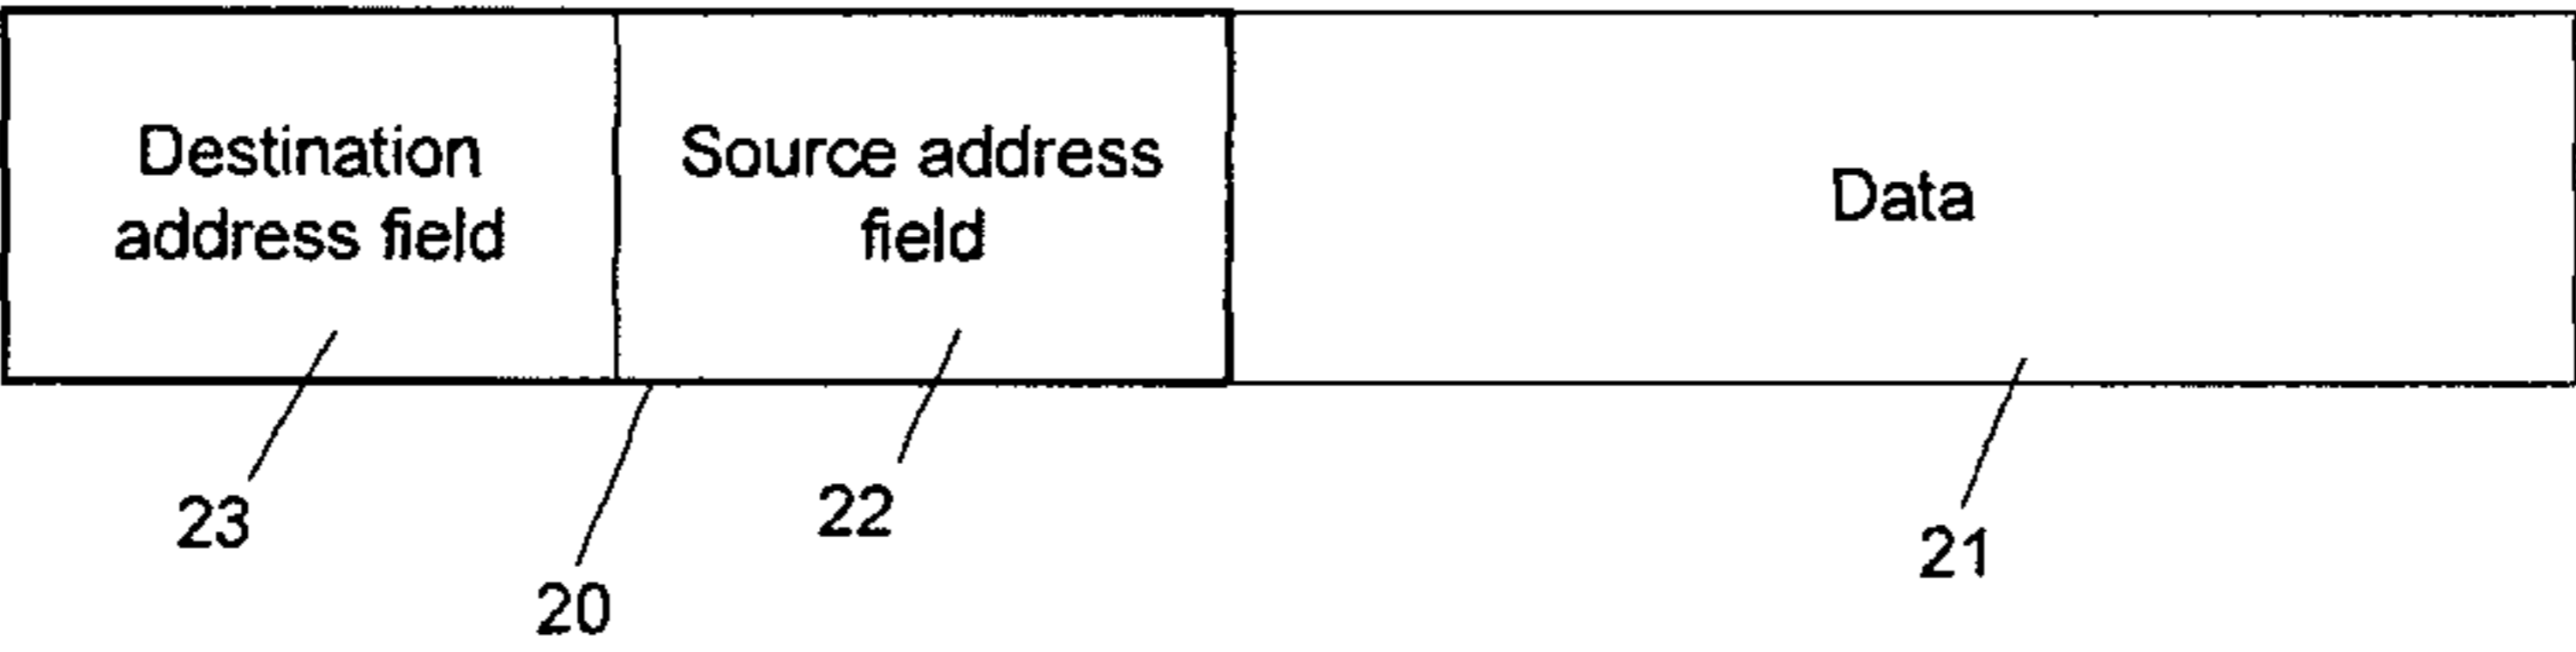 Destination
address field
Source address
field
Data
23
20
22
21